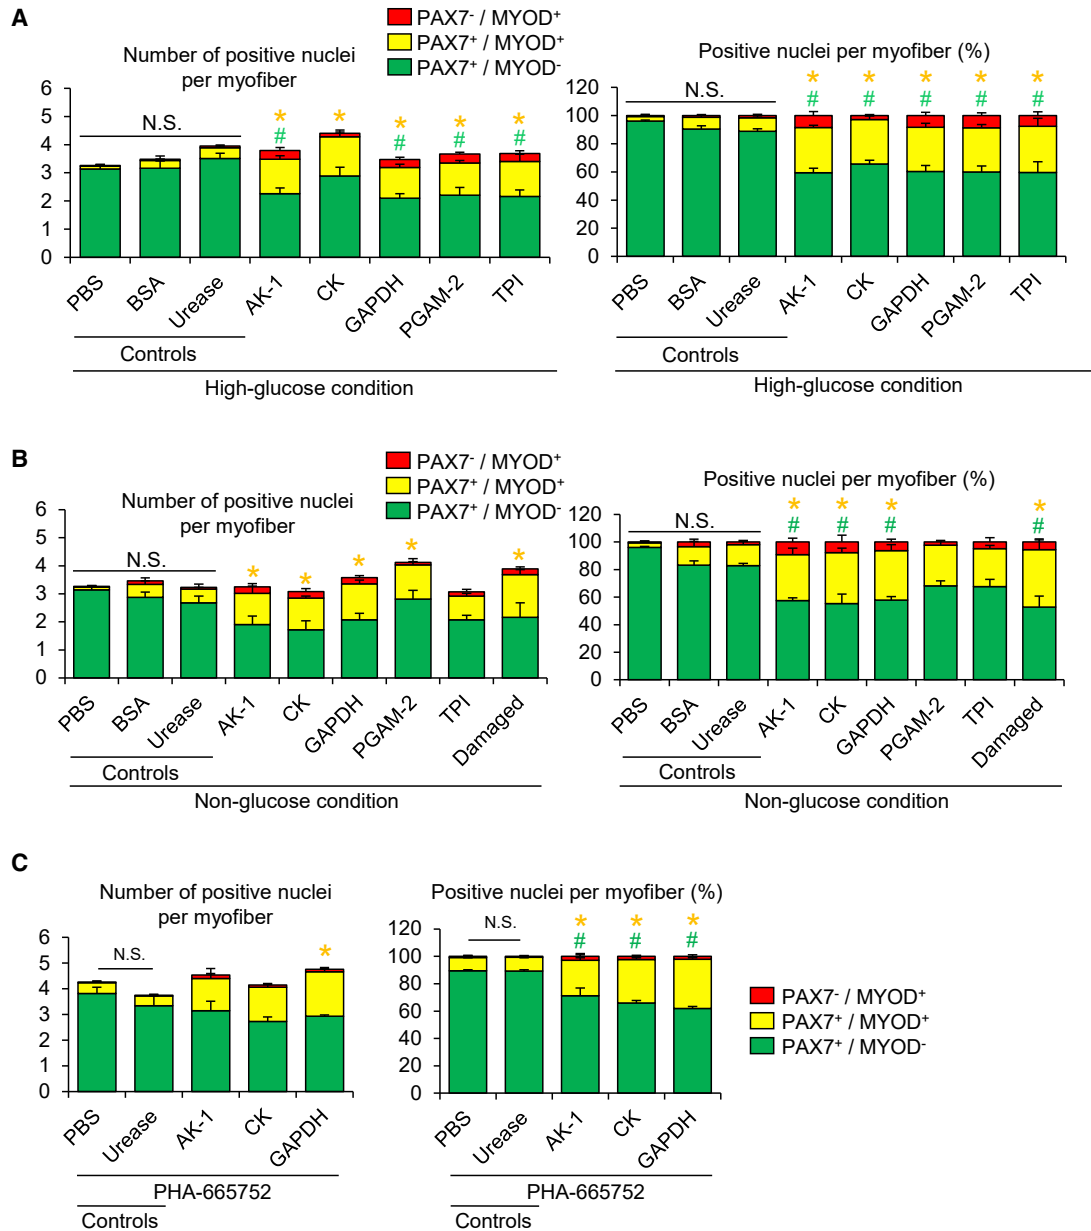 A
PAX7- / MYOD+
PAX7+ / MYOD+
PAX7+ / MYOD-
Number of positive nuclei
per myofiber
6
5
4
3
2
1
0
N.S.
*
#
*
*
#
*
#
*
#
PBS
BSA
Urease
AK-1
CK
GAPDH
PGAM-2
TPI
Controls
High-glucose condition
Positive nuclei per myofiber (%)
120
100
80
60
40
20
0
N.S.
*
#
*
#
*
#
*
#
*
#
PBS
BSA
Urease
AK-1
CK
GAPDH
PGAM-2
TPI
Controls
High-glucose condition
B
PAX7- / MYOD+
PAX7+ / MYOD+
PAX7+ / MYOD-
Number of positive nuclei
per myofiber
6
5
4
3
2
1
0
N.S.
*
*
*
*
*
PBS
BSA
Urease
AK-1
CK
GAPDH
PGAM-2
TPI
Damaged
Controls
Non-glucose condition
Positive nuclei per myofiber (%)
120
100
80
60
40
20
0
N.S.
*
#
*
#
*
#
*
#
PBS
BSA
Urease
AK-1
CK
GAPDH
PGAM-2
TPI
Damaged
Controls
Non-glucose condition
C
Number of positive nuclei
per myofiber
6
5
4
3
2
1
0
N.S.
*
PBS
Urease
AK-1
CK
GAPDH
PHA-665752
Controls
Positive nuclei per myofiber (%)
120
100
80
60
40
20
0
N.S.
*
#
*
#
*
#
PBS
Urease
AK-1
CK
GAPDH
PHA-665752
Controls
PAX7- / MYOD+
PAX7+ / MYOD+
PAX7+ / MYOD-